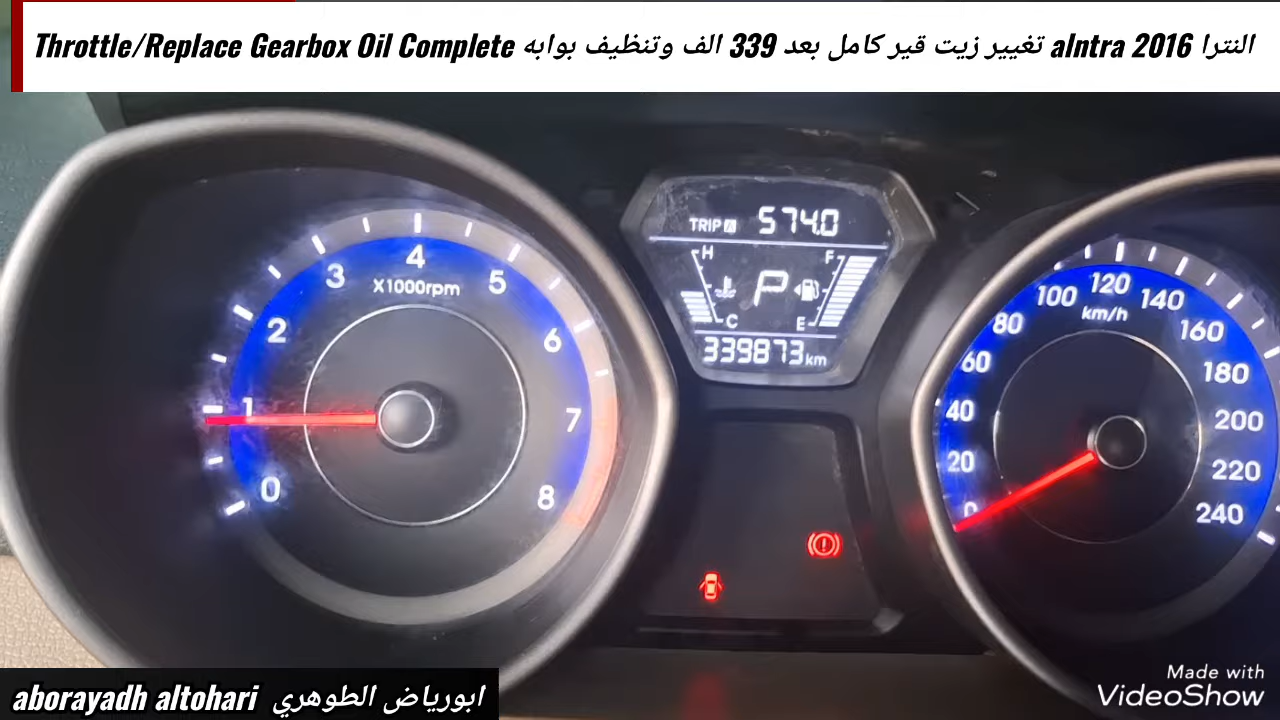 النترا alntra 2016 تغيير زيت قير كامل بعد 339 الف وتنظيف بوابه Throttle/Replace Gearbox Oil Complete
TRIP A 574.0
H
F
P
C
E
339873 km
0
1
2
3
4
5
6
7
8
X1000rpm
0
20
40
60
80
100
120
140
160
180
200
220
240
km/h
aborayadh altohari ابورياض الطوهري
Made with
VideoShow